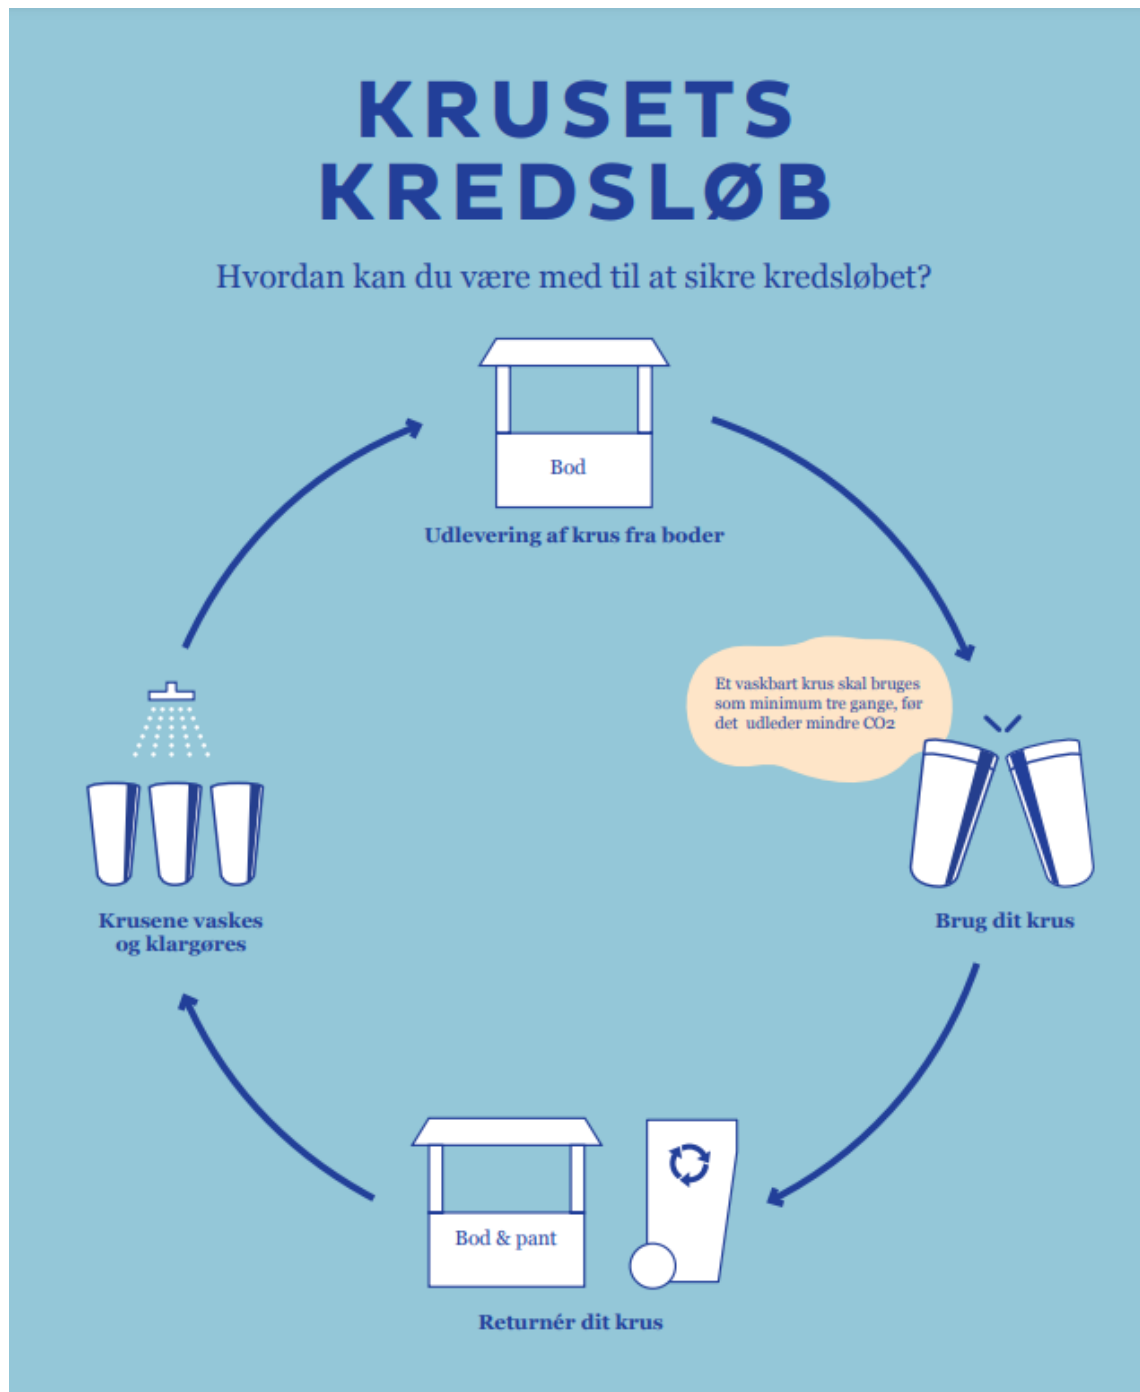 KRUSETS
KREDSLØB
Hvordan kan du være med til at sikre kredsløbet?
Bod
Udlevering af krus fra boder
Et vaskbart krus skal bruges
som minimum tre gange, før
det udleder mindre CO2
Brug dit krus
Krusene vaskes
og klargøres
Bod & pant
Returnér dit krus